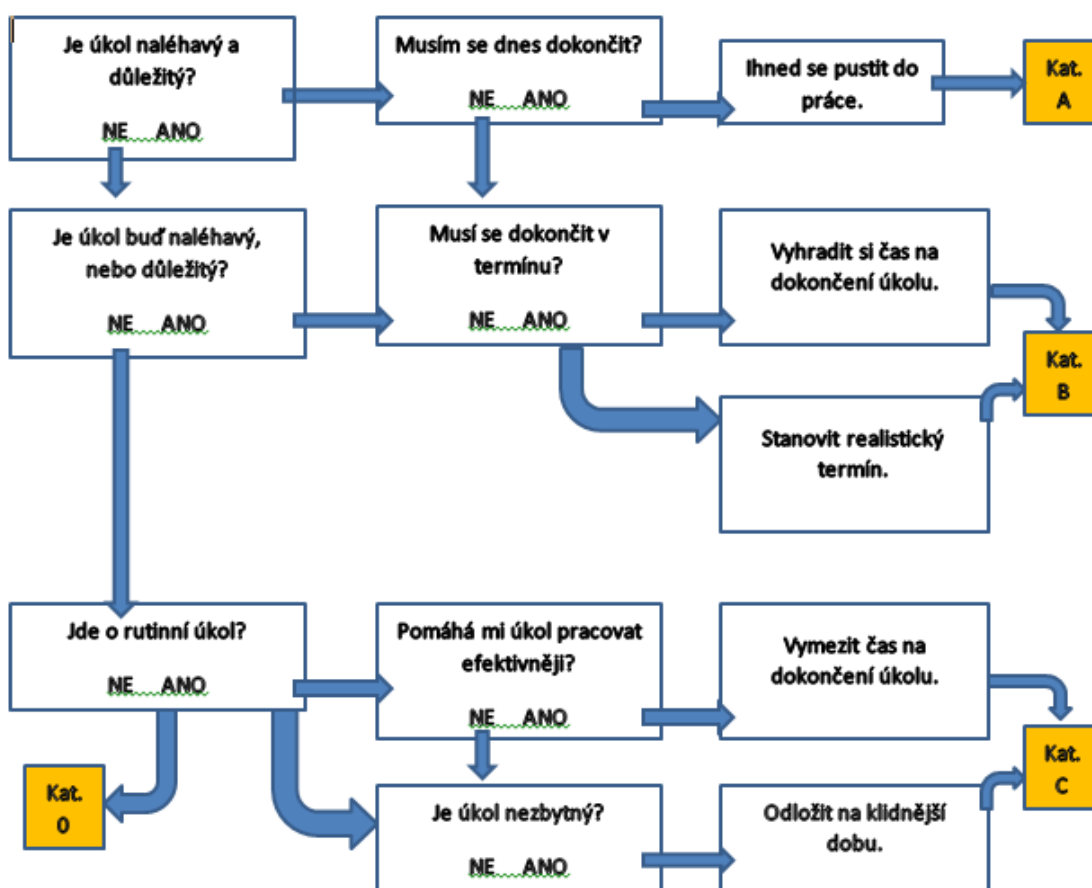 Je úkol naléhavý a
důležitý?
NE ANO
Musím se dnes dokončit?
NE ANO
Ihned se pustit do
práce.
Kat.
A
Je úkol buď naléhavý,
nebo důležitý?
NE ANO
Musí se dokončit v
termínu?
NE ANO
Vyhradit si čas na
dokončení úkolu.
Kat.
B
Stanovit realistický
termín.
Jde o rutinní úkol?
NE ANO
Pomáhá mi úkol pracovat
efektivněji?
NE ANO
Vymezit čas na
dokončení úkolu.
Kat.
C
Kat.
0
Je úkol nezbytný?
NE ANO
Odložit na klidnější
dobu.